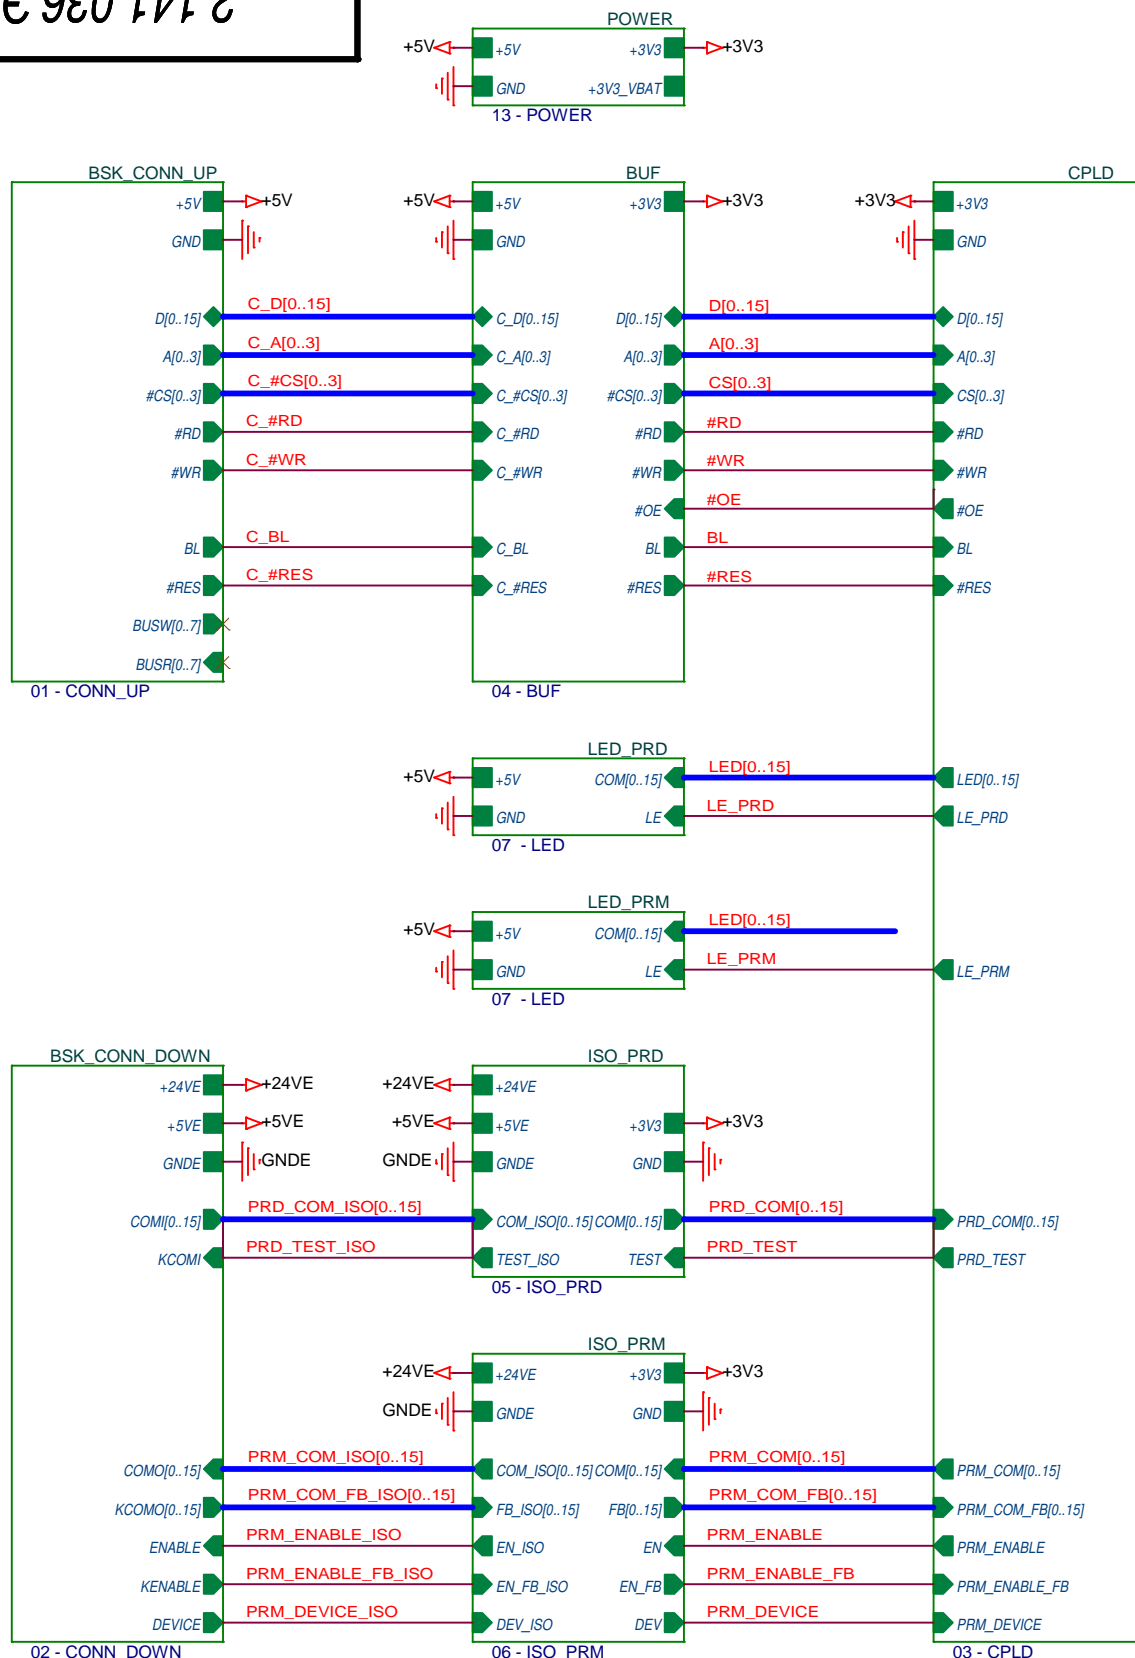 2 141 036 Э
POWER
+5V +5V +3V3 +3V3
GND +3V3_VBAT
13 - POWER
BSK_CONN_UP BUF CPLD
+5V +5V +5V +5V +3V3 +3V3 +3V3 +3V3
GND GND GND
D[0..15] C_D[0..15] C_D[0..15] D[0..15] D[0..15] D[0..15]
A[0..3] C_A[0..3] C_A[0..3] A[0..3] A[0..3] A[0..3]
#CS[0..3] C_#CS[0..3] C_#CS[0..3] #CS[0..3] CS[0..3] CS[0..3]
#RD C_#RD C_#RD #RD #RD #RD
#WR C_#WR C_#WR #WR #WR #WR
#OE #OE #OE
BL C_BL C_BL BL BL BL
#RES C_#RES C_#RES #RES #RES #RES
BUSW[0..7]
BUSR[0..7]
01 - CONN_UP 04 - BUF
LED_PRD
+5V +5V COM[0..15] LED[0..15] LED[0..15]
GND LE LE_PRD LE_PRD
07 - LED
LED_PRM
+5V +5V COM[0..15] LED[0..15]
GND LE LE_PRM LE_PRM
07 - LED
BSK_CONN_DOWN ISO_PRD
+24VE +24VE +24VE +24VE
+5VE +5VE +5VE +5VE +3V3 +3V3
GNDE GNDE GNDE GNDE GND
COMI[0..15] PRD_COM_ISO[0..15] COM_ISO[0..15] COM[0..15] PRD_COM[0..15] PRD_COM[0..15]
KCOMI PRD_TEST_ISO TEST_ISO TEST PRD_TEST PRD_TEST
05 - ISO_PRD
ISO_PRM
+24VE +24VE +3V3 +3V3
GNDE GNDE GND
COMO[0..15] PRM_COM_ISO[0..15] COM_ISO[0..15] COM[0..15] PRM_COM[0..15] PRM_COM[0..15]
KCOMO[0..15] PRM_COM_FB_ISO[0..15] FB_ISO[0..15] FB[0..15] PRM_COM_FB[0..15] PRM_COM_FB[0..15]
ENABLE PRM_ENABLE_ISO EN_ISO EN PRM_ENABLE PRM_ENABLE
KENABLE PRM_ENABLE_FB_ISO EN_FB_ISO EN_FB PRM_ENABLE_FB PRM_ENABLE_FB
DEVICE PRM_DEVICE_ISO DEV_ISO DEV PRM_DEVICE PRM_DEVICE
02 - CONN_DOWN 06 - ISO_PRM 03 - CPLD